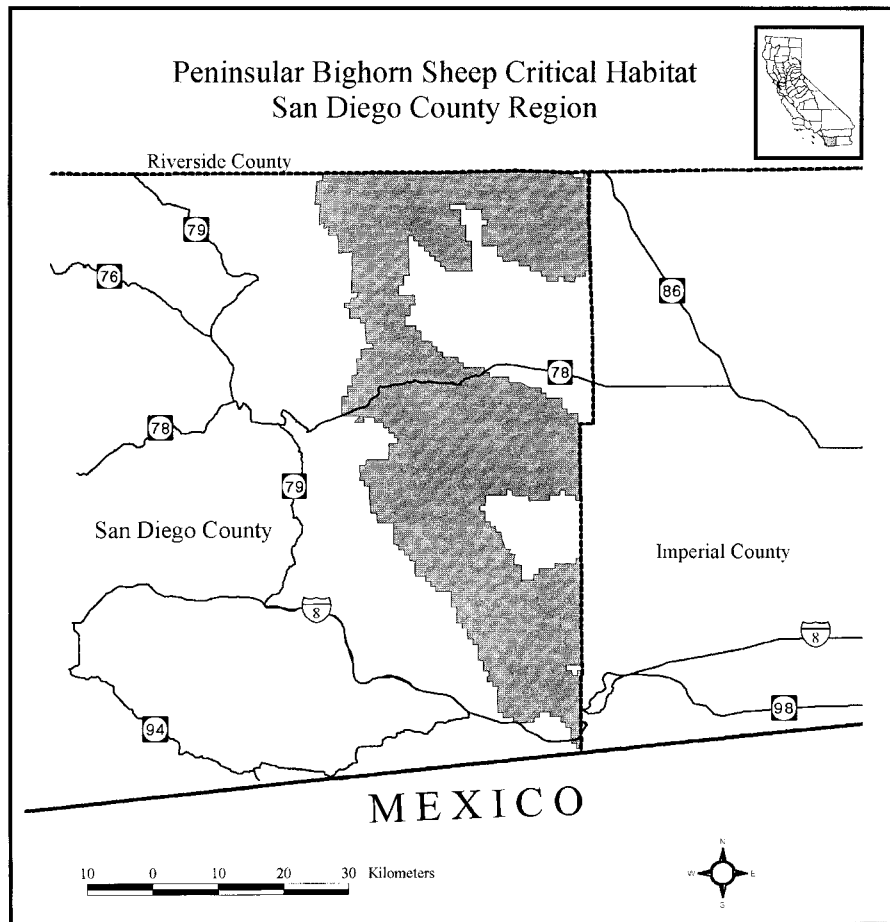 Peninsular Bighorn Sheep Critical Habitat
San Diego County Region
Riverside County
79
76
86
78
78
79
San Diego County
Imperial County
8
8
98
94
MEXICO
10 0 10 20 30 Kilometers
N
W E
S